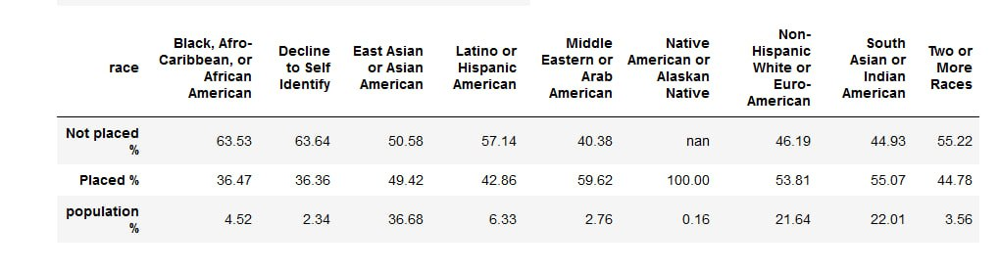 race Black, Afro-Caribbean, or African American Decline to Self Identify East Asian or Asian American Latino or Hispanic American Middle Eastern or Arab American Native American or Alaskan Native Non-Hispanic White or Euro-American South Asian or Indian American Two or More Races
Not placed % 63.53 63.64 50.58 57.14 40.38 nan 46.19 44.93 55.22
Placed % 36.47 36.36 49.42 42.86 59.62 100.00 53.81 55.07 44.78
population % 4.52 2.34 36.68 6.33 2.76 0.16 21.64 22.01 3.56